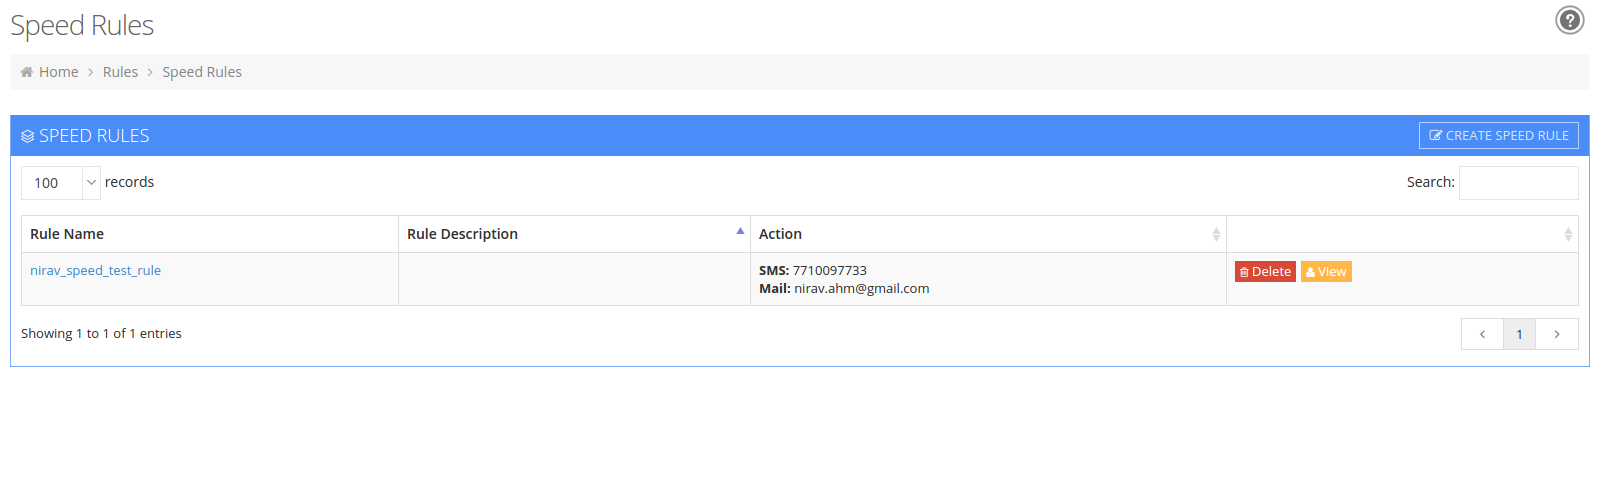 Speed Rules
?
Home > Rules > Speed Rules
SPEED RULES CREATE SPEED RULE
100 records Search:
Rule Name Rule Description Action
nirav_speed_test_rule SMS: 7710097733 Delete View
Mail: nirav.ahm@gmail.com
Showing 1 to 1 of 1 entries < 1 >